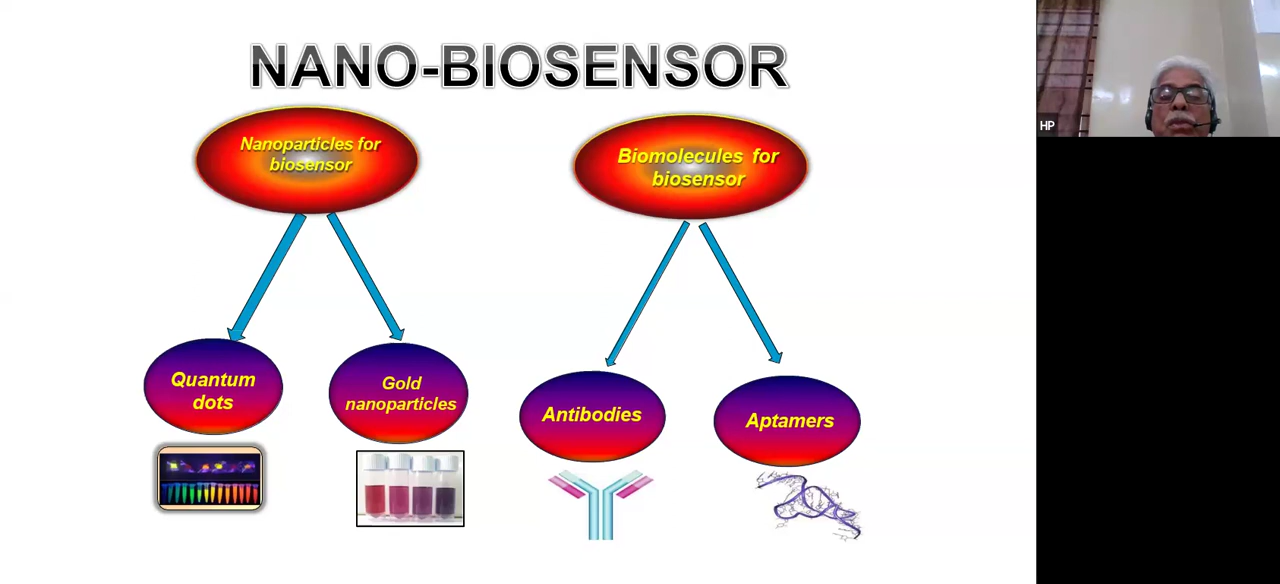 NANO-BIOSENSOR
Nanoparticles for
biosensor
Biomolecules for
biosensor
Quantum
dots
Gold
nanoparticles
Antibodies
Aptamers
HP